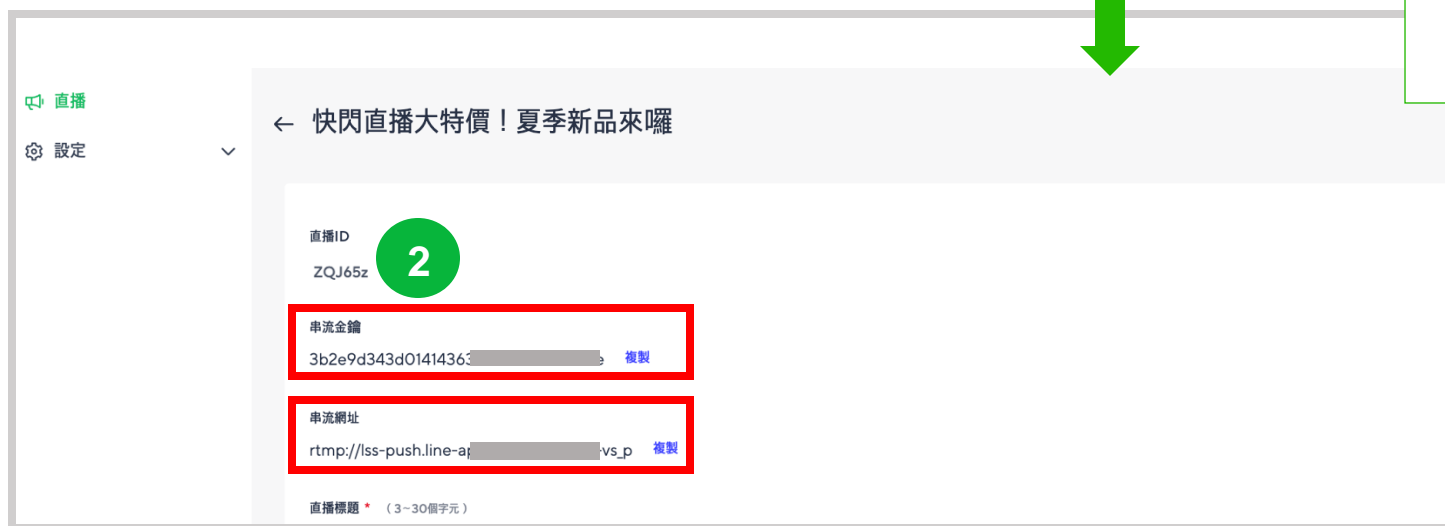 直播
設定
← 快閃直播大特價！夏季新品來囉
直播ID
2
ZQJ65z
串流金鑰
3b2e9d343d01414363 e 複製
串流網址
rtmp://lss-push.line-ap vs_p 複製
直播標題 * （3~30個字元）